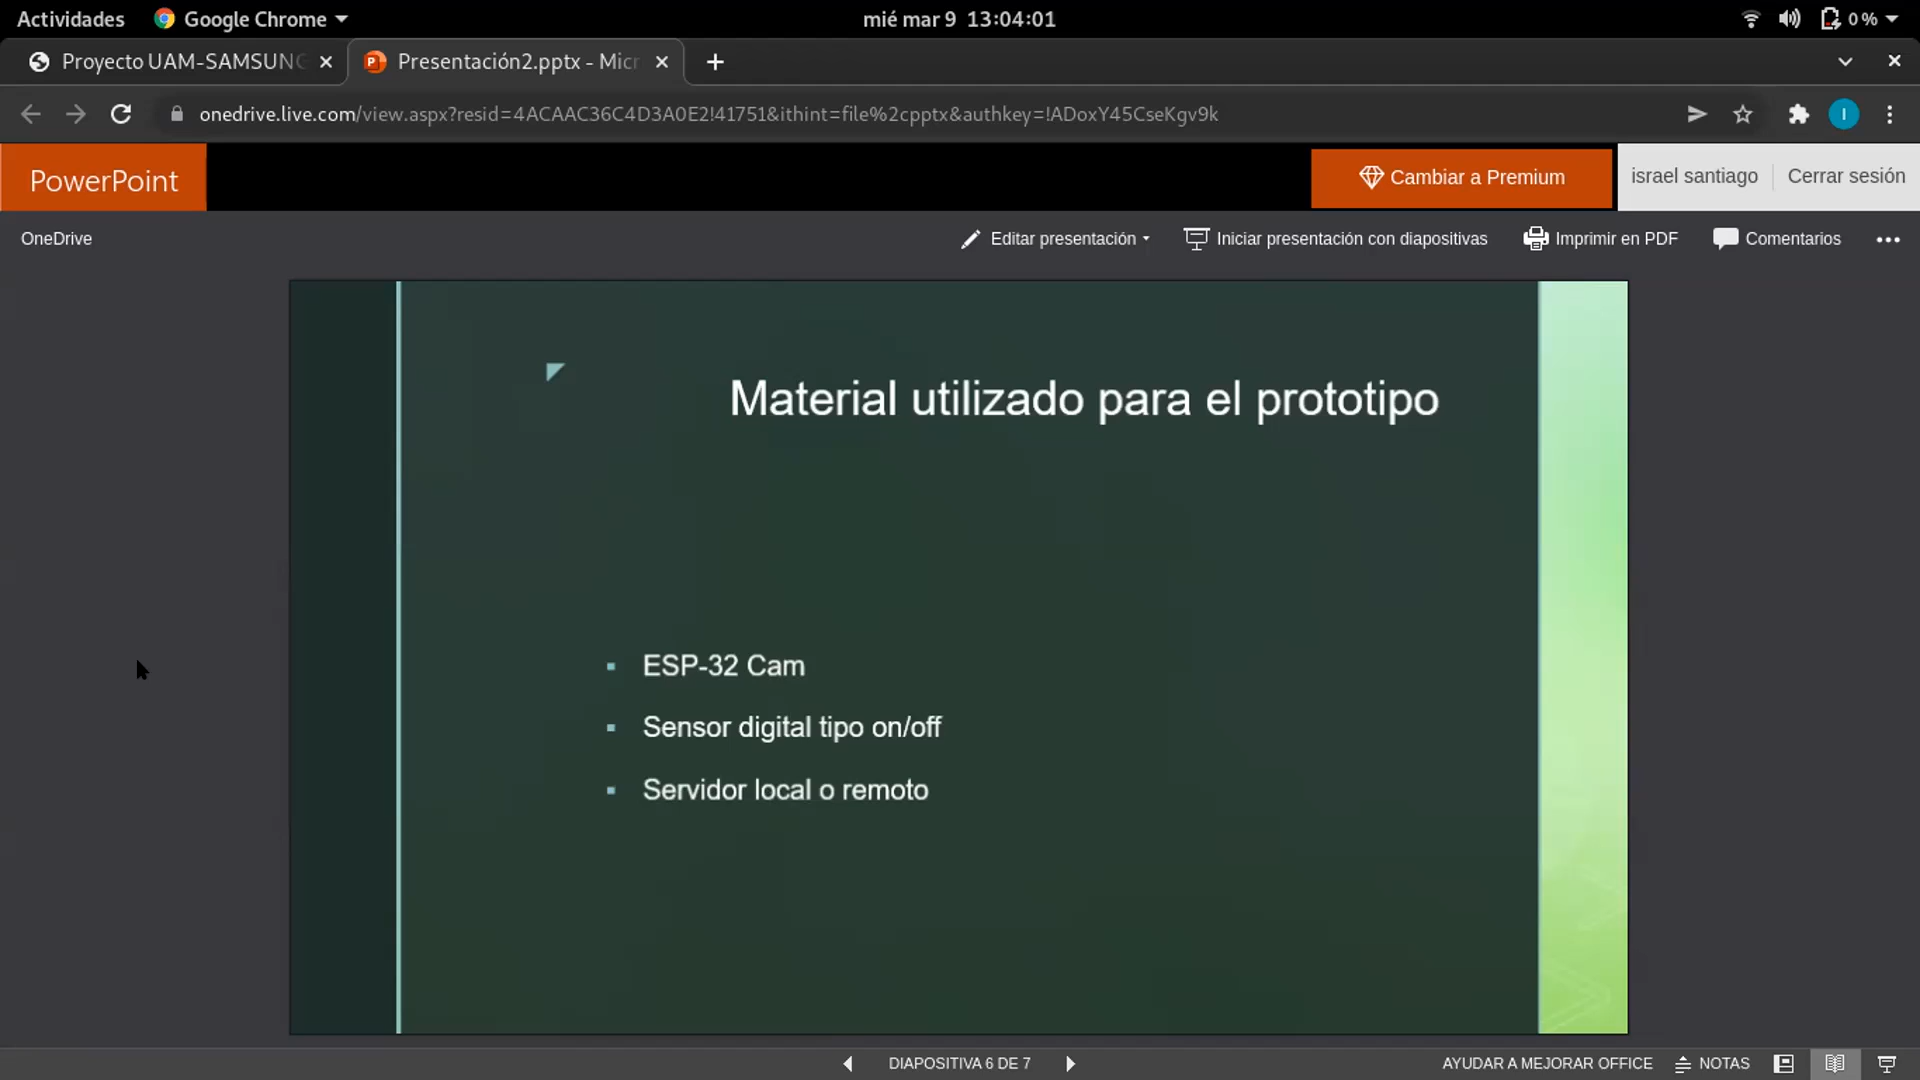 Actividades Google Chrome mié mar 9 13:04:01 0 %
Proyecto UAM-SAMSUNG Presentación2.pptx - Micr
onedrive.live.com/view.aspx?resid=4ACAAC36C4D3A0E2!41751&ithint=file%2cpptx&authkey=!ADoxY45CseKgv9k I
PowerPoint Cambiar a Premium israel santiago Cerrar sesión
OneDrive Editar presentación Iniciar presentación con diapositivas Imprimir en PDF Comentarios
Material utilizado para el prototipo
ESP-32 Cam
Sensor digital tipo on/off
Servidor local o remoto
DIAPOSITIVA 6 DE 7 AYUDAR A MEJORAR OFFICE NOTAS